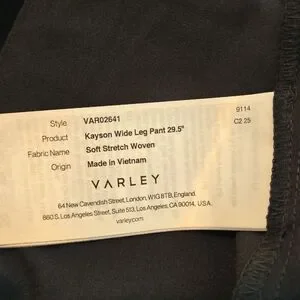 Style VAR02641
Product Kayson Wide Leg Pant 29.5"
Fabric Name Soft Stretch Woven
Origin Made in Vietnam
9114
C2 25
VARLEY
64 New Cavendish Street, London, W1G 8TB, England.
860 S. Los Angeles Street, Suite 513, Los Angeles, CA 90014, USA.
varley.com